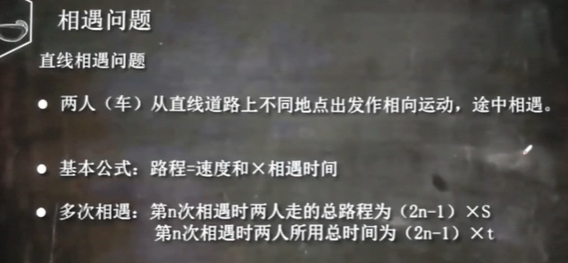 相遇问题
直线相遇问题
● 两人（车）从直线道路上不同地点出发作相向运动，途中相遇。
● 基本公式：路程=速度和×相遇时间
● 多次相遇：第n次相遇时两人走的总路程为（2n-1）×S
第n次相遇时两人所用总时间为（2n-1）×t